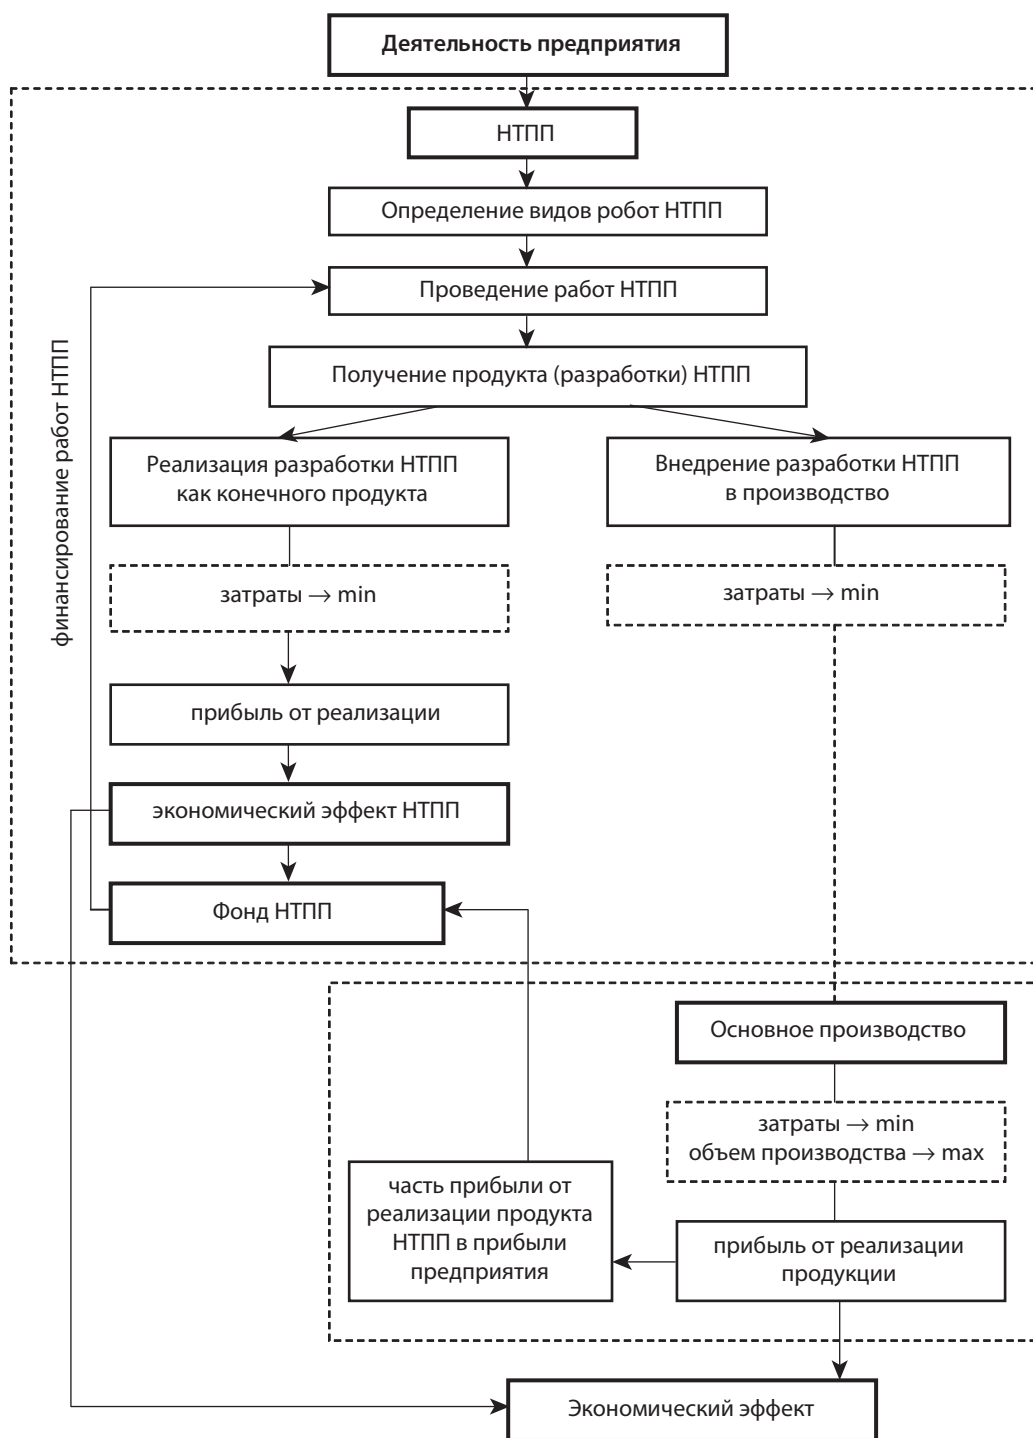 Деятельность предприятия
НТПП
Определение видов робот НТПП
Проведение работ НТПП
Получение продукта (разработки) НТПП
финансирование работ НТПП
Реализация разработки НТПП
как конечного продукта
Внедрение разработки НТПП
в производство
затраты → min
затраты → min
прибыль от реализации
экономический эффект НТПП
Фонд НТПП
Основное производство
затраты → min
объем производства → max
часть прибыли от
реализации продукта
НТПП в прибыли
предприятия
прибыль от реализации
продукции
Экономический эффект